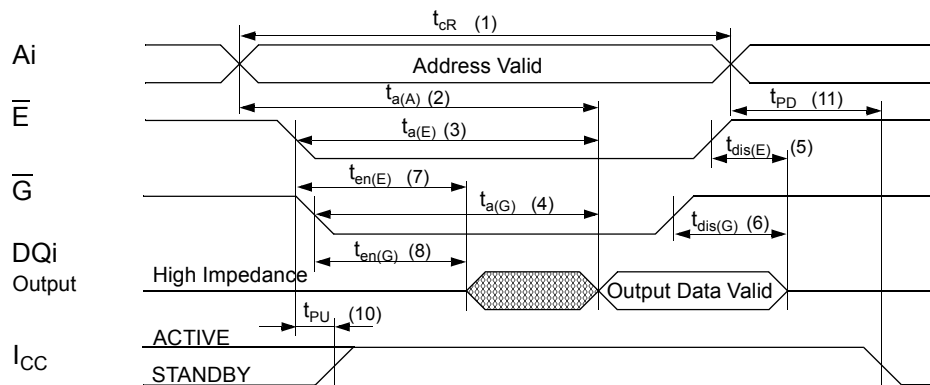 t_cR (1)
Ai
Address Valid
t_a(A) (2)
t_PD (11)
E̅
t_a(E) (3)
t_dis(E) (5)
t_en(E) (7)
G̅
t_a(G) (4)
t_dis(G) (6)
DQi
t_en(G) (8)
Output
High Impedance
Output Data Valid
t_PU (10)
ACTIVE
I_CC
STANDBY